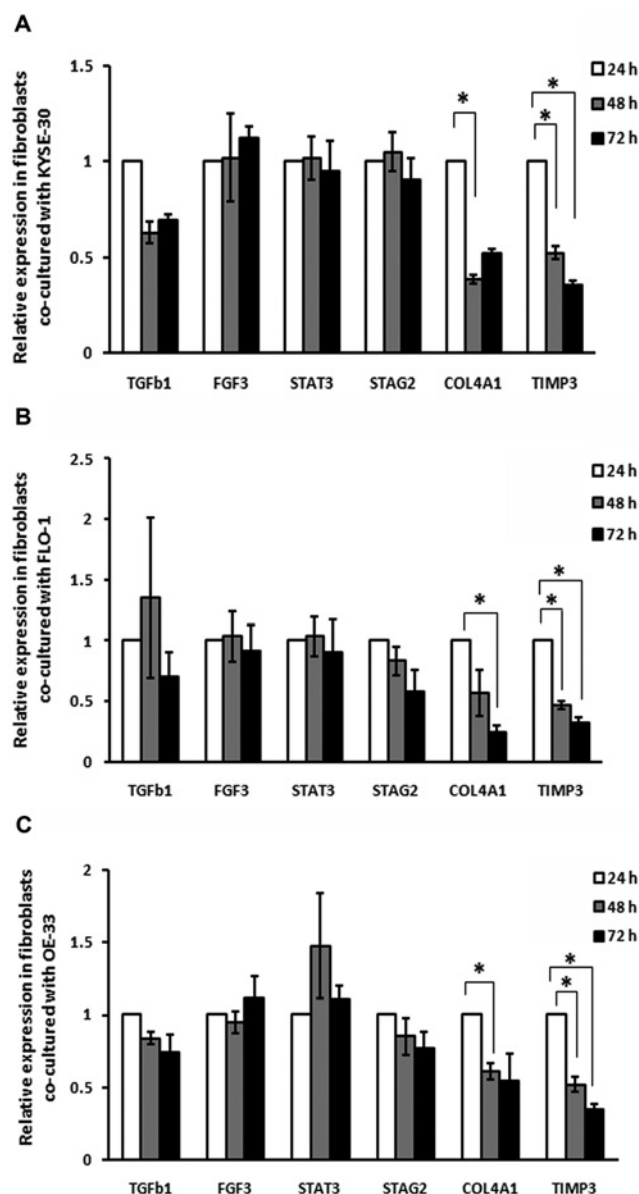 A
Relative expression in fibroblasts
co-cultured with KYSE-30
1.5
1
0.5
0
* * *
24 h
48 h
72 h
TGFb1 FGF3 STAT3 STAG2 COL4A1 TIMP3
B
Relative expression in fibroblasts
co-cultured with FLO-1
2.5
2
1.5
1
0.5
0
* * *
24 h
48 h
72 h
TGFb1 FGF3 STAT3 STAG2 COL4A1 TIMP3
C
Relative expression in fibroblasts
co-cultured with OE-33
2
1.5
1
0.5
0
* * *
24 h
48 h
72 h
TGFb1 FGF3 STAT3 STAG2 COL4A1 TIMP3